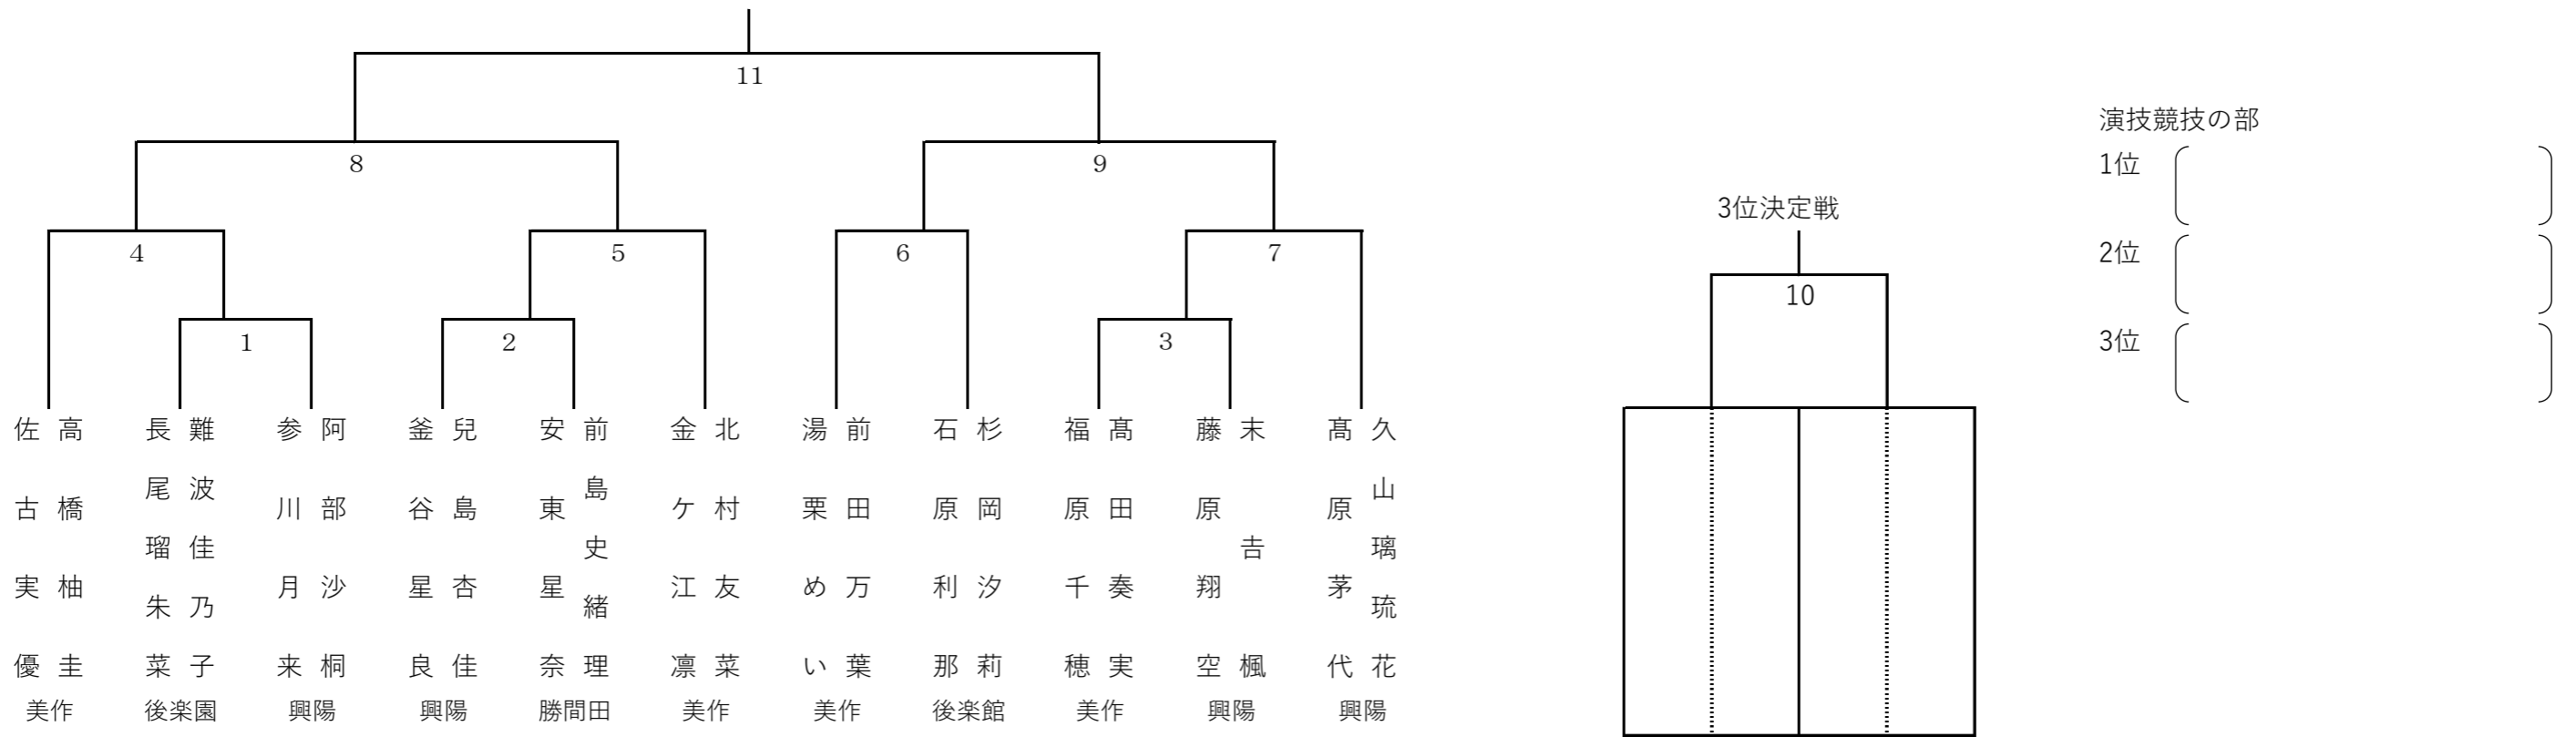 11
8
9
4
5
6
7
1
2
3
高橋柚圭
佐古実優
美作
難波佳乃子
長尾瑠朱菜
後楽園
阿部沙桐
参川月来
興陽
兒島杏佳
釜谷星良
興陽
前島史緒理
安東星奈
勝間田
北村友菜
金ケ江凛菜
美作
前田万葉
湯栗めい
美作
杉岡汐莉
石原利那
後楽館
髙田奏実
福原千穂
美作
末𠮷楓
藤原翔空
興陽
久山璃琉花
髙原茅代
興陽
3位決定戦
10
演技競技の部
1位
2位
3位